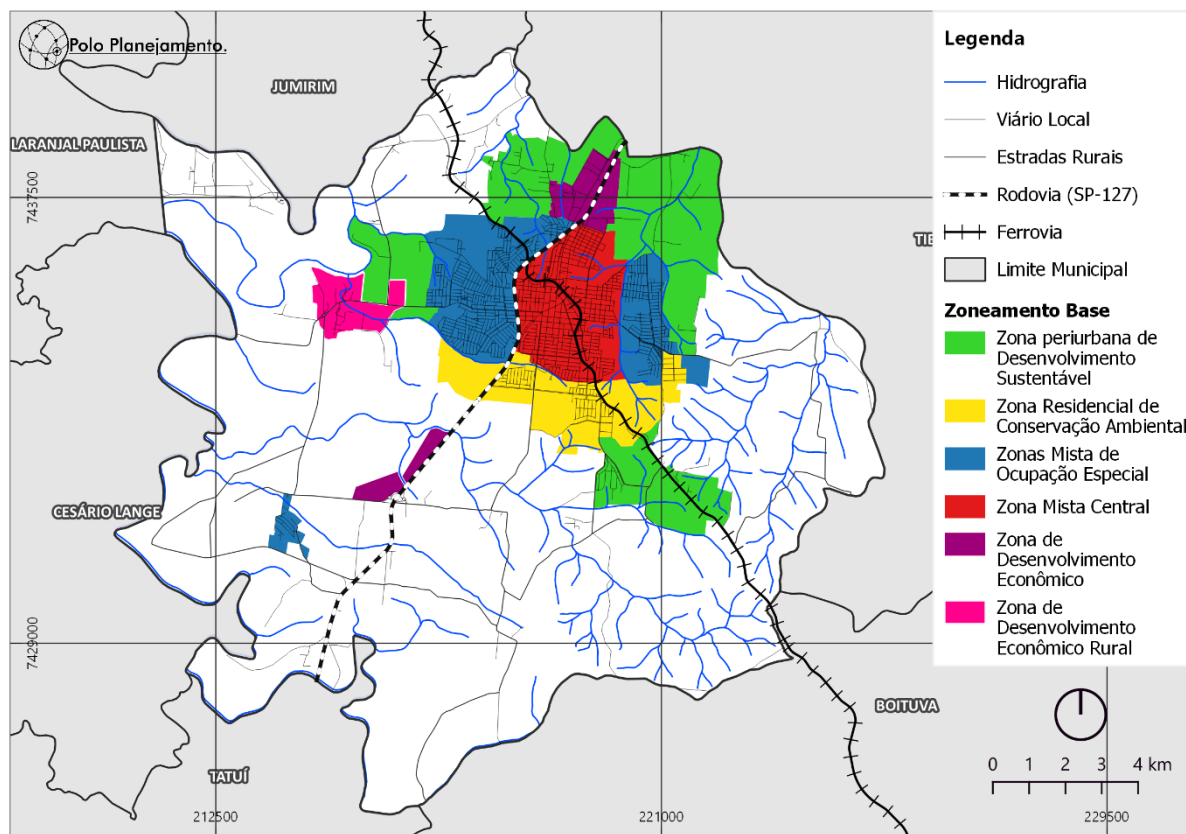 Polo Planejamento.
JUMIRIM
LARANJAL PAULISTA
7437500
CESÁRIO LANGE
7429000
BOITUVA
TATUÍ
212500
221000
229500
Legenda
Hidrografia
Viário Local
Estradas Rurais
Rodovia (SP-127)
Ferrovia
Limite Municipal
Zoneamento Base
Zona periurbana de
Desenvolvimento
Sustentável
Zona Residencial de
Conservação Ambiental
Zonas Mista de
Ocupação Especial
Zona Mista Central
Zona de
Desenvolvimento
Econômico
Zona de
Desenvolvimento
Econômico Rural
0 1 2 3 4 km